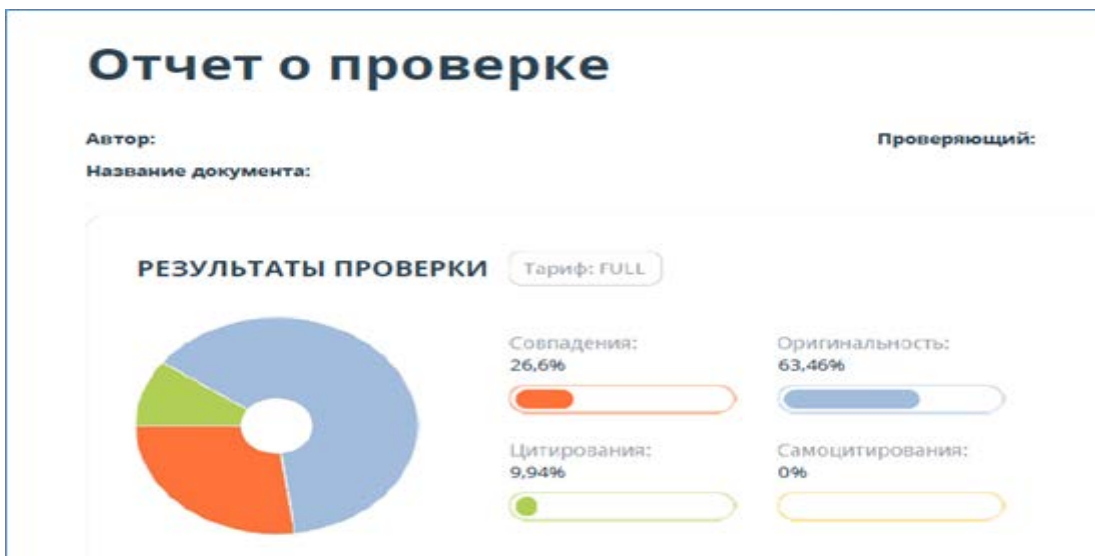 Отчет о проверке
Автор:
Проверяющий:
Название документа:
РЕЗУЛЬТАТЫ ПРОВЕРКИ
Тариф: FULL
Совпадения:
26,6%
Оригинальность:
63,46%
Цитирования:
9,94%
Самоцитирования:
0%